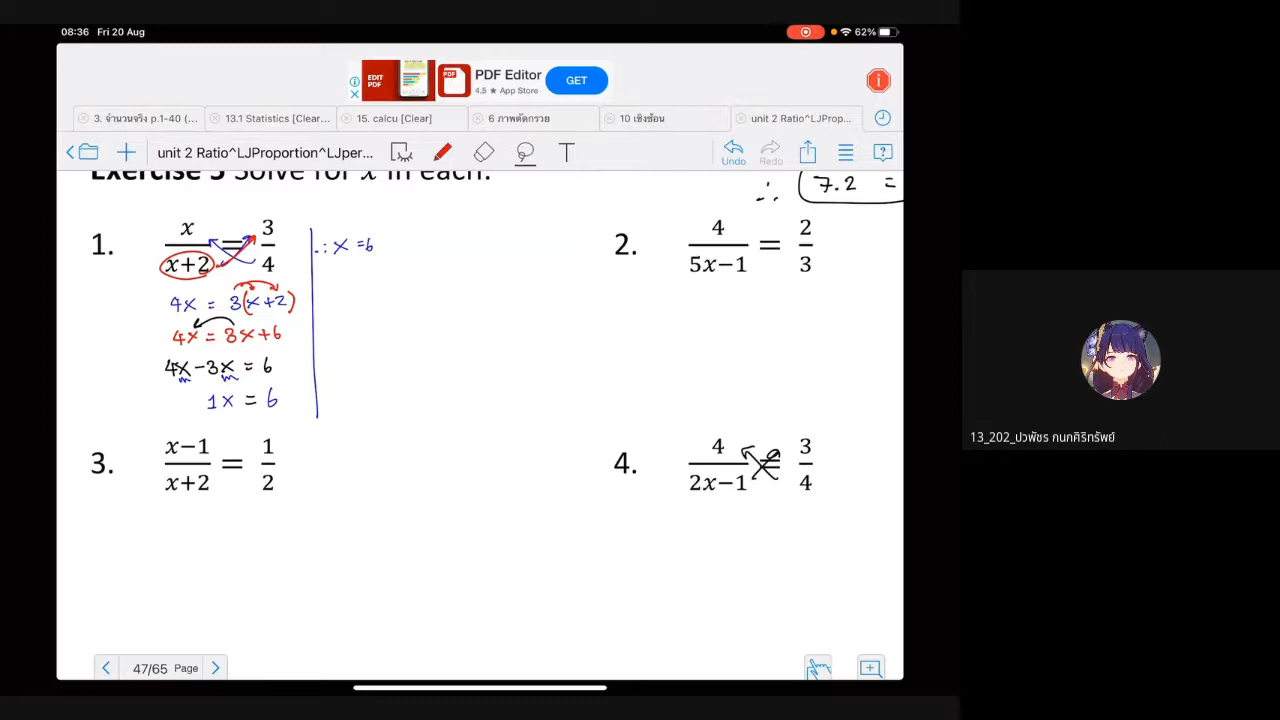 08:36 Fri 20 Aug
62%
EDIT PDF
PDF
PDF Editor
4.5 ★ App Store
GET
3. จำนวนจริง p.1-40 (...
13.1 Statistics [Clear...
15. calcu [Clear]
6 ภาพตัดกรวย
10 เชิงซ้อน
unit 2 Ratio^LJProp...
unit 2 Ratio^LJProportion^LJper...
T
Undo
Redo
Exercise 5 Solve for x in each.
∴ 7.2 =
1. x/(x+2) = 3/4
∴ x = 6
4x = 3(x+2)
4x = 3x+6
4x-3x = 6
1x = 6
2. 4/(5x−1) = 2/3
3. (x−1)/(x+2) = 1/2
4. 4/(2x−1) = 3/4
47/65 Page
13_202_ปวพัชร กนกศิริทรัพย์